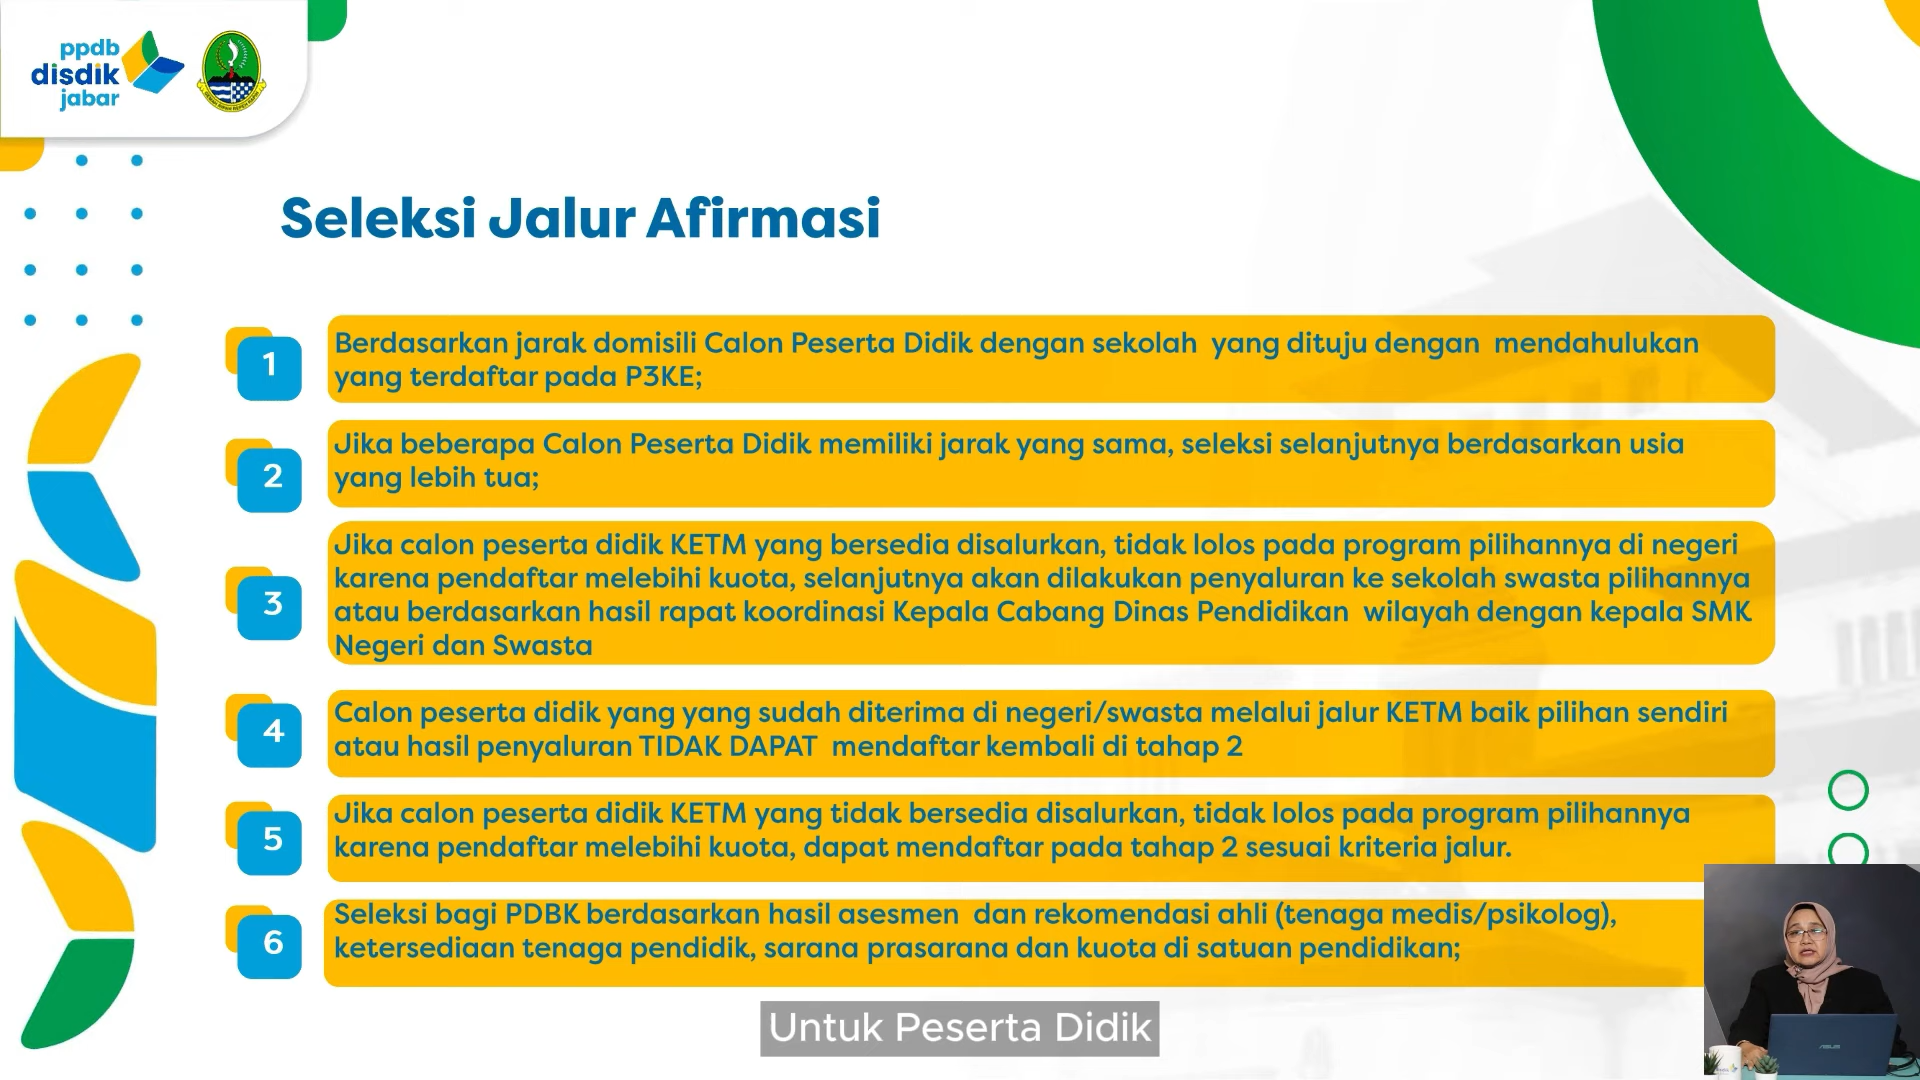 ppdb
disdik
jabar
Seleksi Jalur Afirmasi
1
Berdasarkan jarak domisili Calon Peserta Didik dengan sekolah yang dituju dengan mendahulukan
yang terdaftar pada P3KE;
2
Jika beberapa Calon Peserta Didik memiliki jarak yang sama, seleksi selanjutnya berdasarkan usia
yang lebih tua;
3
Jika calon peserta didik KETM yang bersedia disalurkan, tidak lolos pada program pilihannya di negeri
karena pendaftar melebihi kuota, selanjutnya akan dilakukan penyaluran ke sekolah swasta pilihannya
atau berdasarkan hasil rapat koordinasi Kepala Cabang Dinas Pendidikan wilayah dengan kepala SMK
Negeri dan Swasta
4
Calon peserta didik yang yang sudah diterima di negeri/swasta melalui jalur KETM baik pilihan sendiri
atau hasil penyaluran TIDAK DAPAT mendaftar kembali di tahap 2
5
Jika calon peserta didik KETM yang tidak bersedia disalurkan, tidak lolos pada program pilihannya
karena pendaftar melebihi kuota, dapat mendaftar pada tahap 2 sesuai kriteria jalur.
6
Seleksi bagi PDBK berdasarkan hasil asesmen dan rekomendasi ahli (tenaga medis/psikolog),
ketersediaan tenaga pendidik, sarana prasarana dan kuota di satuan pendidikan;
Untuk Peserta Didik
ASUS